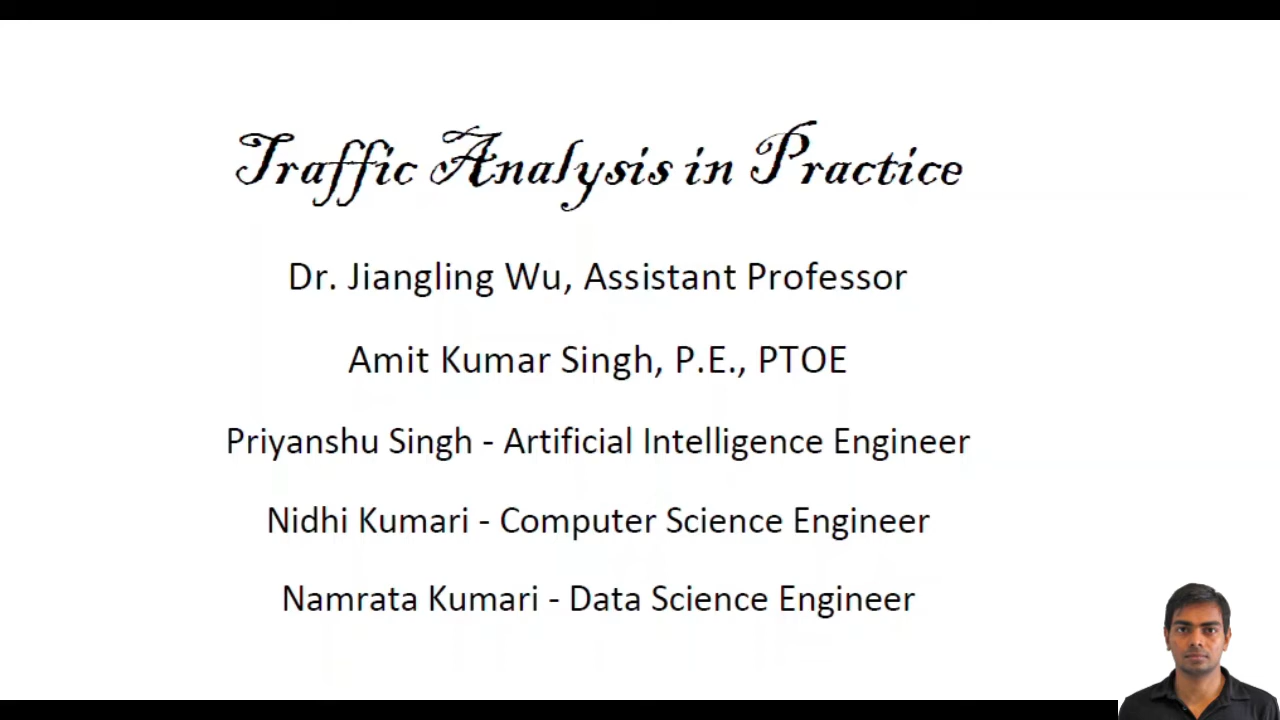 Traffic Analysis in Practice
Dr. Jiangling Wu, Assistant Professor
Amit Kumar Singh, P.E., PTOE
Priyanshu Singh - Artificial Intelligence Engineer
Nidhi Kumari - Computer Science Engineer
Namrata Kumari - Data Science Engineer